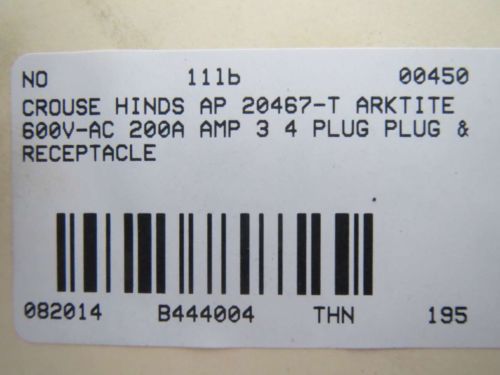 NO 11lb 00450
CROUSE HINDS AP 20467-T ARKTITE
600V-AC 200A AMP 3 4 PLUG PLUG &
RECEPTACLE
082014 B444004 THN 195